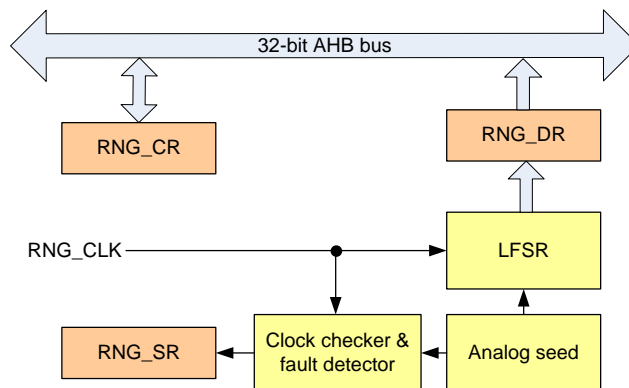 32-bit AHB bus
RNG_CR
RNG_DR
RNG_CLK
LFSR
RNG_SR
Clock checker &
fault detector
Analog seed